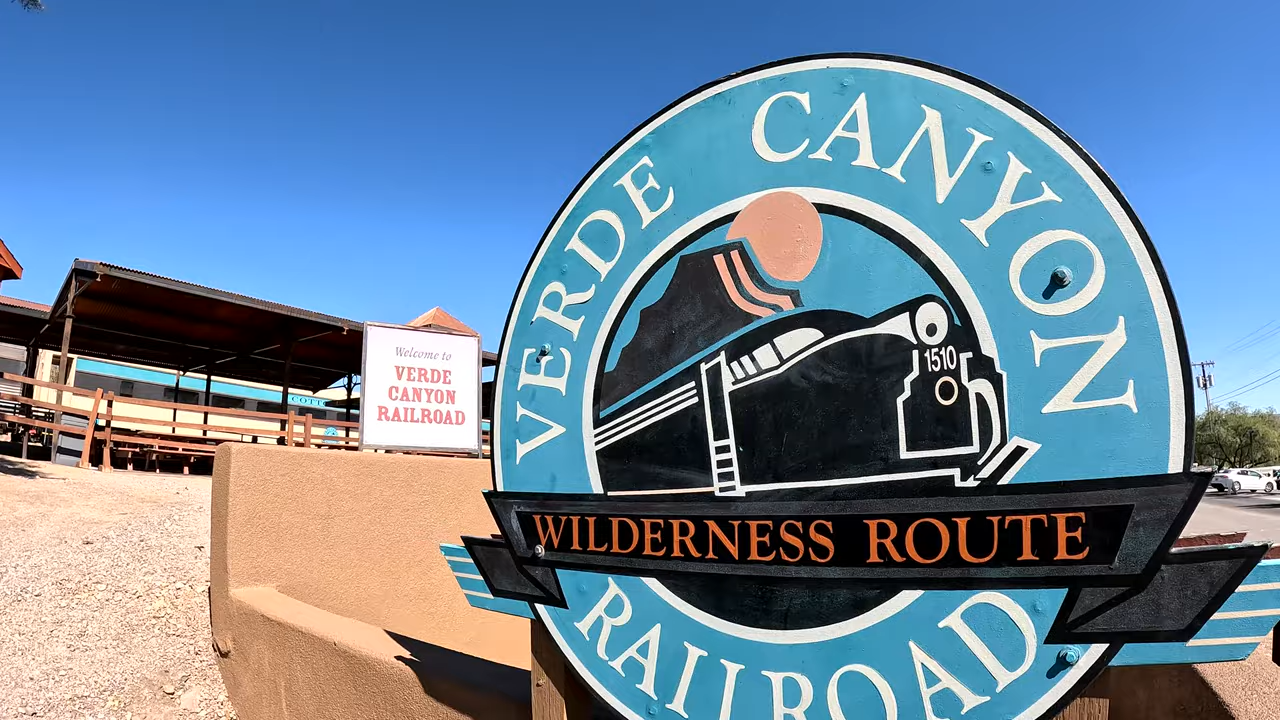 VERDE CANYON
1510
WILDERNESS ROUTE
RAILROAD
Welcome to
VERDE
CANYON
RAILROAD